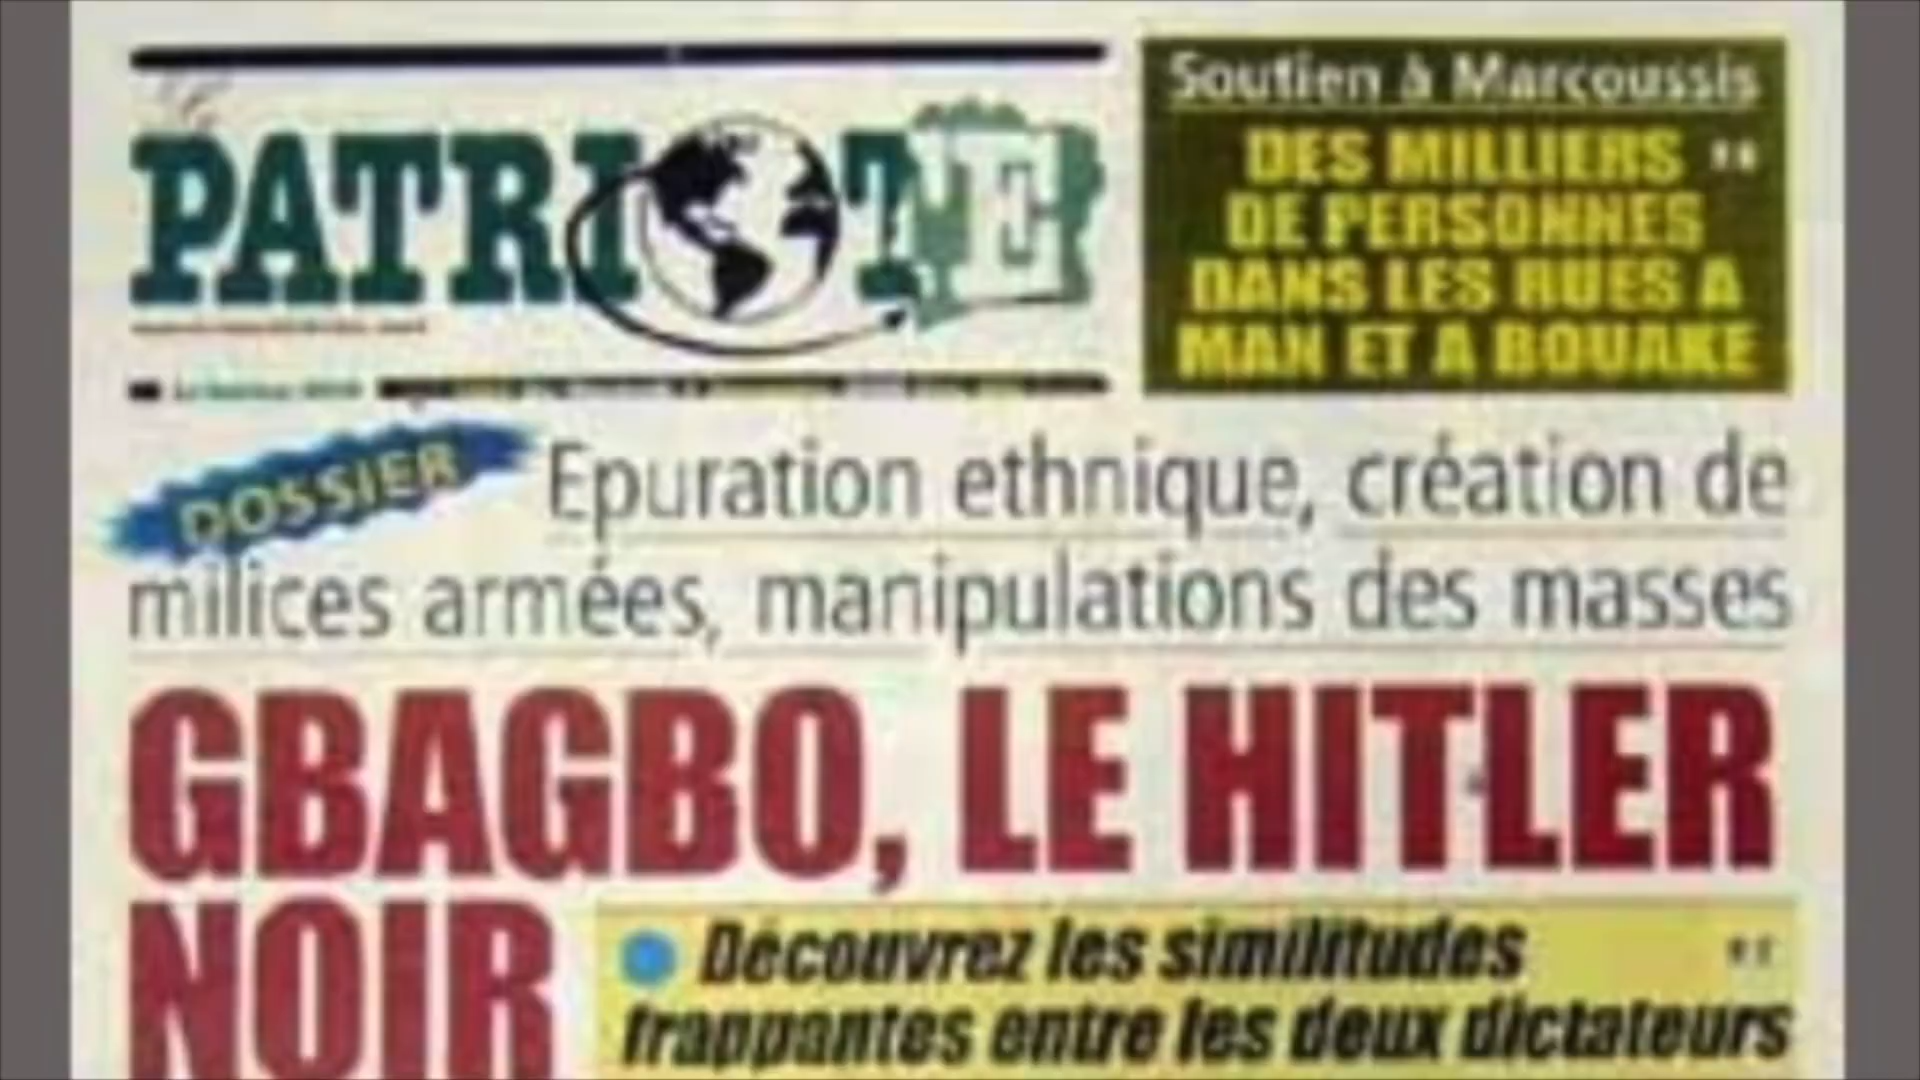 Le
PATRIOTE
Soutien à Marcoussis
DES MILLIERS
DE PERSONNES
DANS LES RUES A
MAN ET A BOUAKE
DOSSIER
Epuration ethnique, création de
milices armées, manipulations des masses
GBAGBO, LE HITLER
NOIR
Découvrez les similitudes
frappantes entre les deux dictateurs